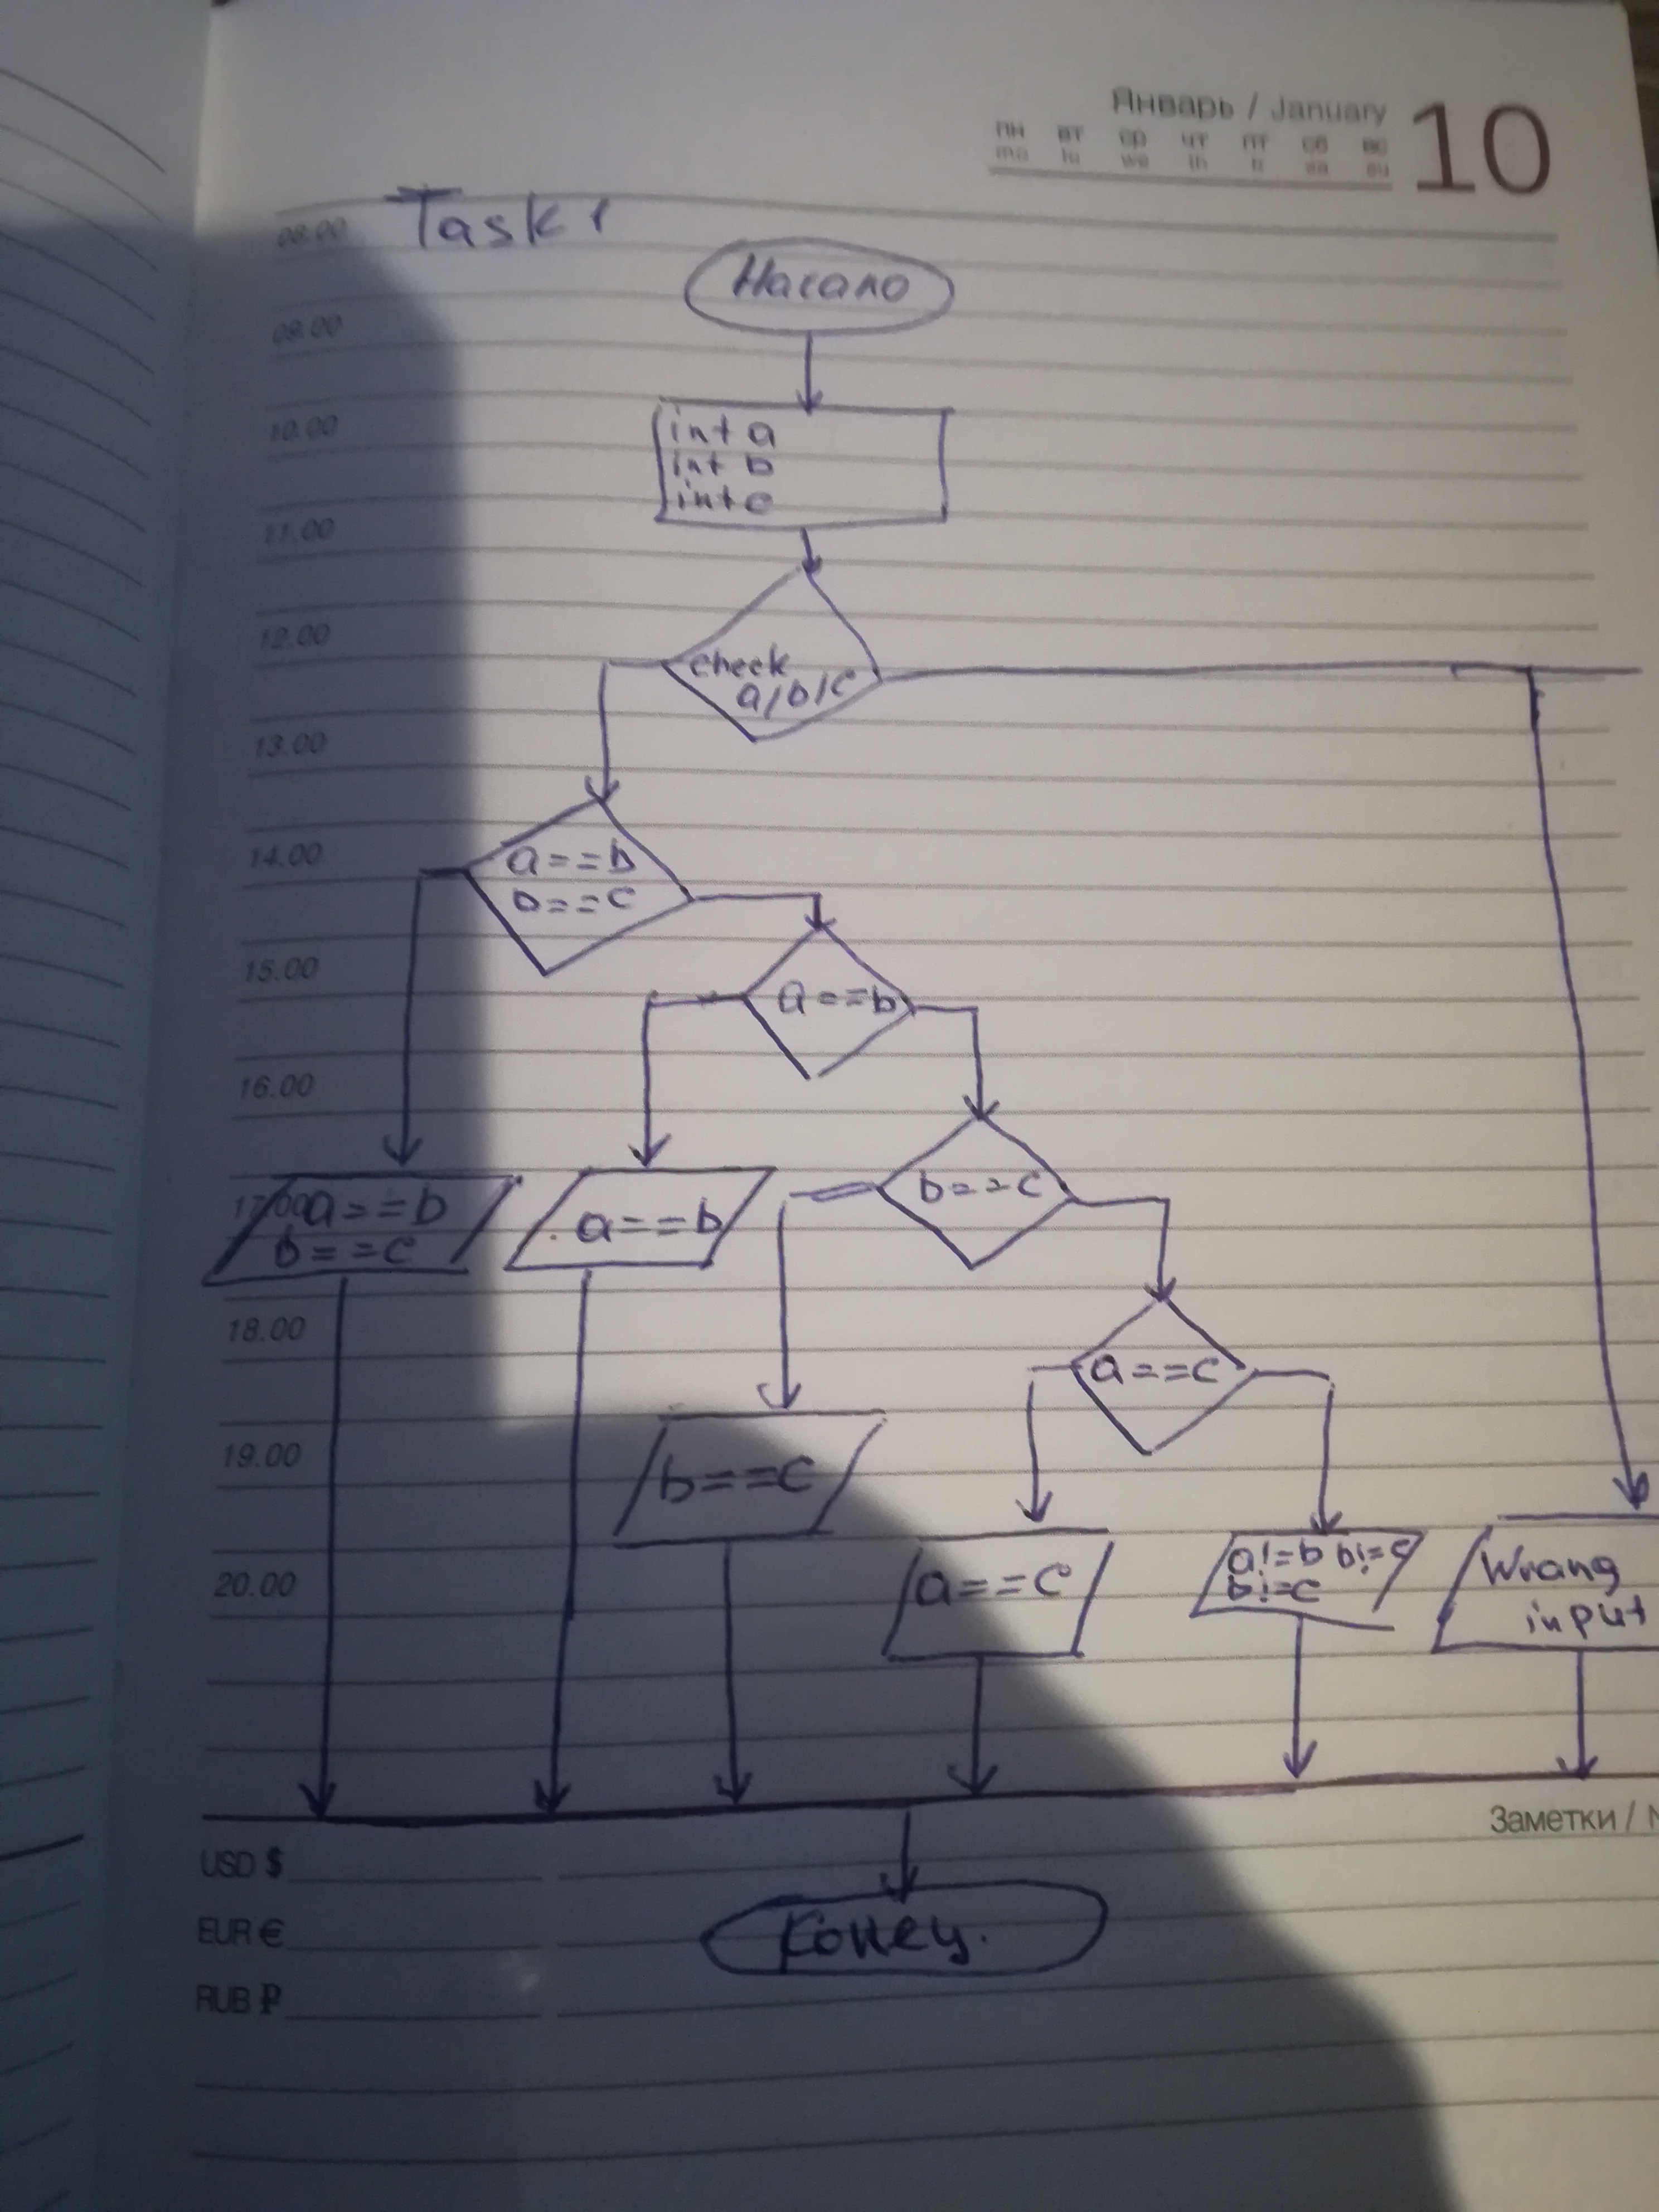 Январь / January
10
пн вт ср чт пт сб вс
mo tu we th fr sa su
08.00
Task 1
Начало
09.00
10.00
int a
int b
int c
11.00
12.00
check
a/b/c
13.00
14.00
a==b
b==c
15.00
a==b
16.00
17.00
a==b
b==c
a==b
b==c
18.00
a==c
19.00
b==c
20.00
a==c
a!=b b!=c
b!=c
Wrang
input
Заметки / N
USD $
Конец.
EUR €
RUB ₽